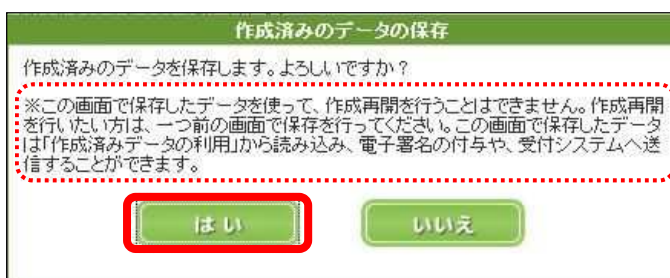 作成済みのデータの保存
作成済みのデータを保存します。よろしいですか？
※この画面で保存したデータを使って、作成再開を行うことはできません。作成再開
を行いたい方は、一つ前の画面で保存を行ってください。この画面で保存したデータ
は「作成済みデータの利用」から読み込み、電子署名の付与や、受付システムへ送
信することができます。
はい
いいえ